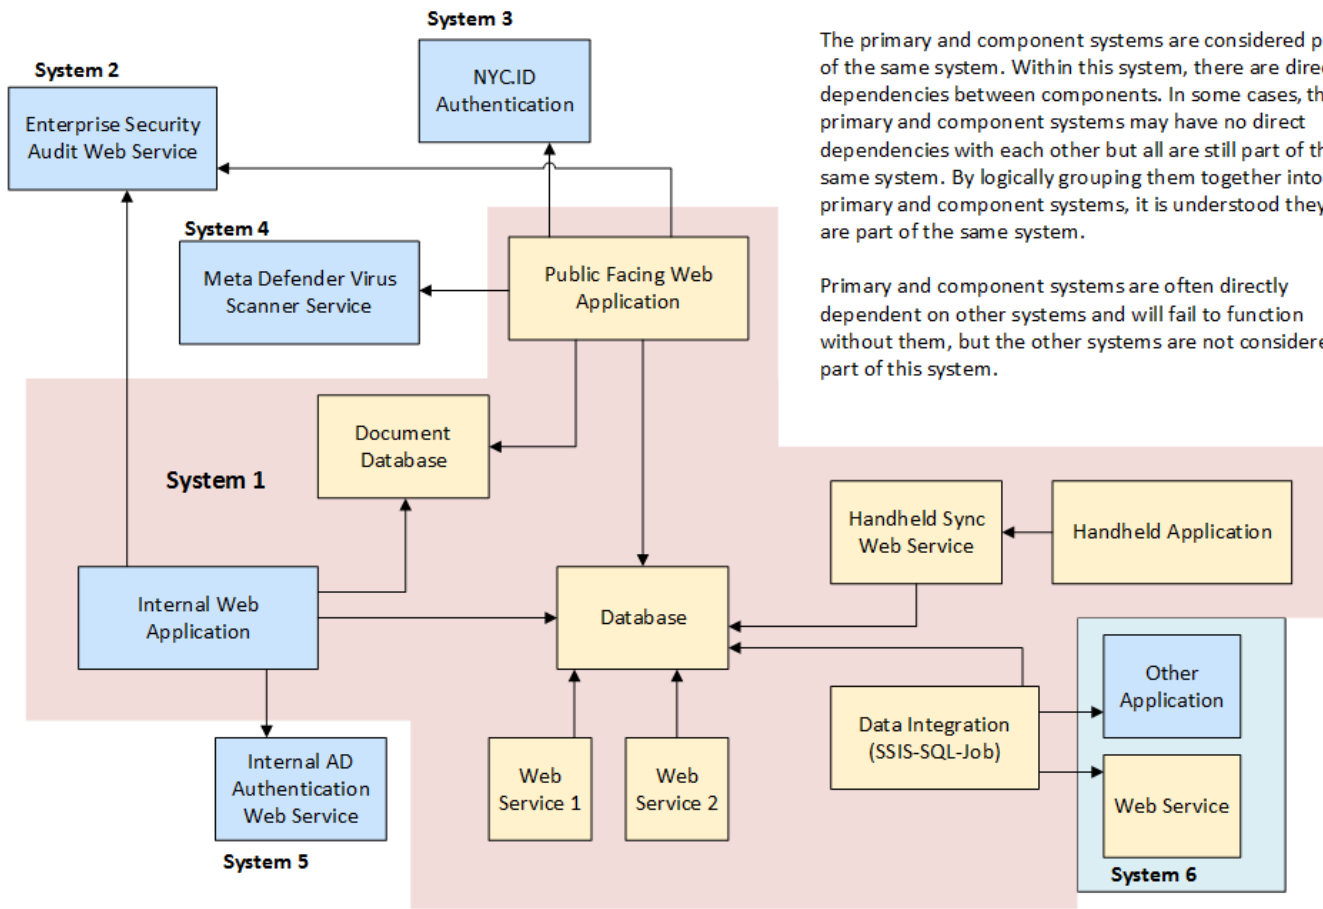 System 3
NYC.ID
Authentication
System 2
Enterprise Security
Audit Web Service
The primary and component systems are considered
of the same system. Within this system, there are
dependencies between components. In some cases,
primary and component systems may have no direct
dependencies with each other but all are still part of
same system. By logically grouping them together into
primary and component systems, it is understood they
are part of the same system.
Primary and component systems are often directly
dependent on other systems and will fail to function
without them, but the other systems are not
part of this system.
System 4
Meta Defender Virus
Scanner Service
Public Facing Web
Application
Document
Database
System 1
Handheld Sync
Web Service
Handheld Application
Internal Web
Application
Database
Other
Application
Data Integration
(SSIS-SQL-Job)
Internal AD
Authentication
Web Service
Web
Service 1
Web
Service 2
Web Service
System 5
System 6